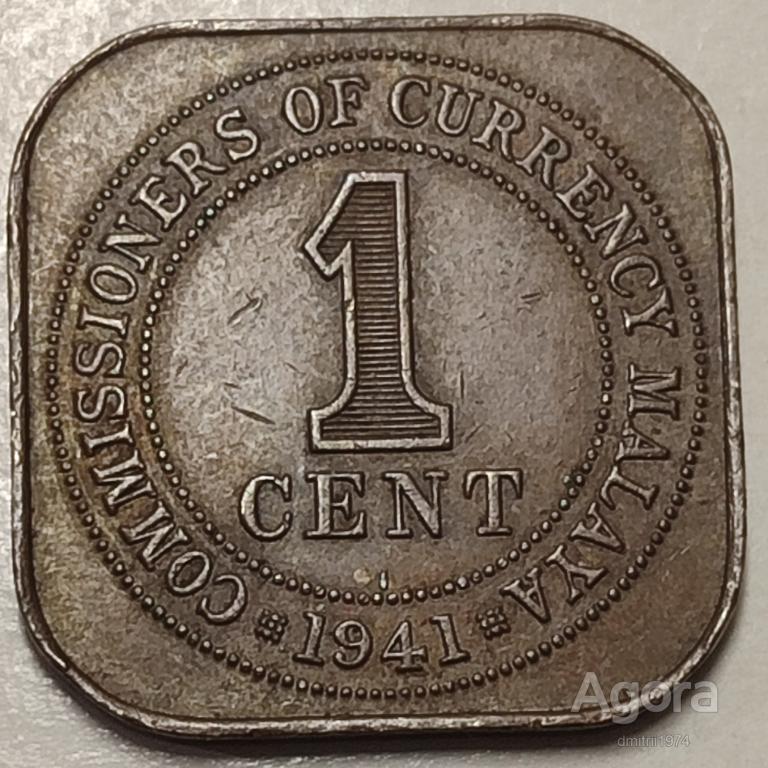 COMMISSIONERS OF CURRENCY MALAYA
1
CENT
I
1941
Agora
dmitrii1974